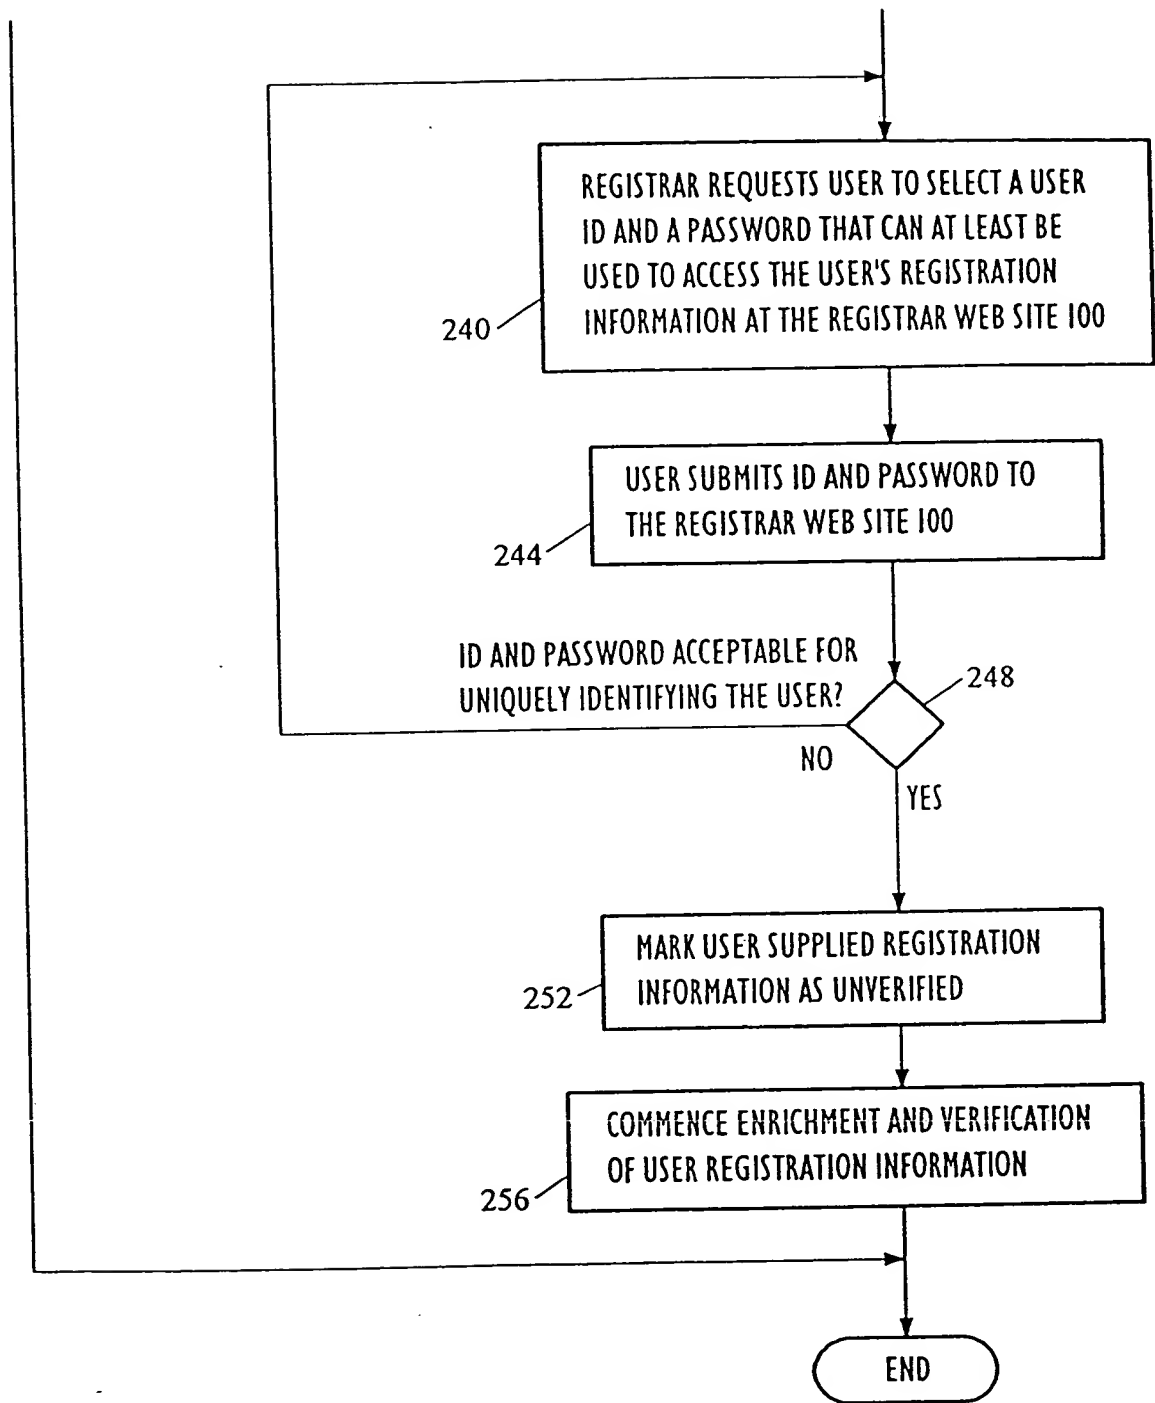 REGISTRAR REQUESTS USER TO SELECT A USER
ID AND A PASSWORD THAT CAN AT LEAST BE
USED TO ACCESS THE USER'S REGISTRATION
INFORMATION AT THE REGISTRAR WEB SITE 100
240
USER SUBMITS ID AND PASSWORD TO
THE REGISTRAR WEB SITE 100
244
ID AND PASSWORD ACCEPTABLE FOR
UNIQUELY IDENTIFYING THE USER?
248
NO
YES
MARK USER SUPPLIED REGISTRATION
INFORMATION AS UNVERIFIED
252
COMMENCE ENRICHMENT AND VERIFICATION
OF USER REGISTRATION INFORMATION
256
END